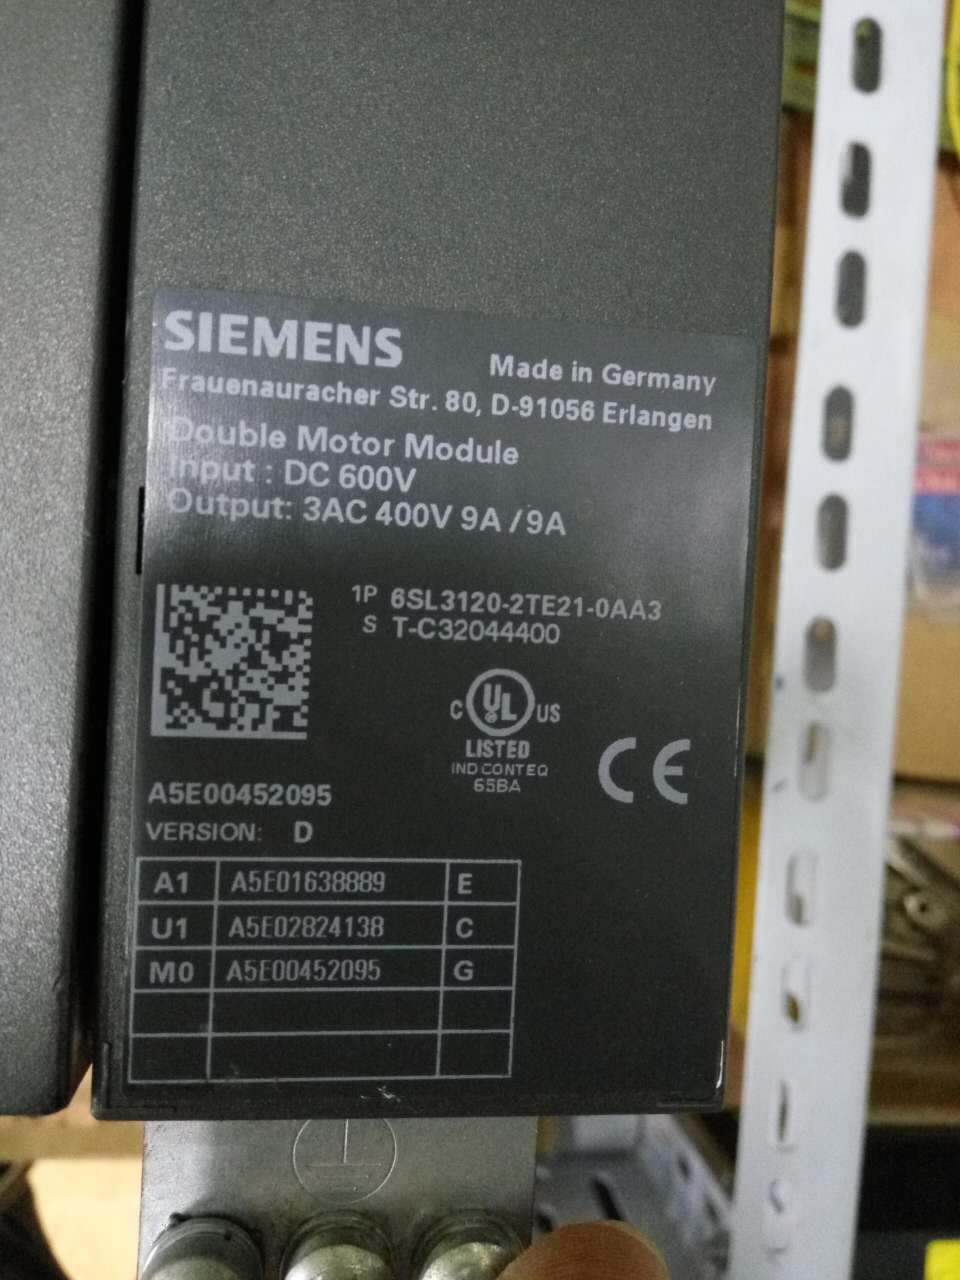 SIEMENS
Made in Germany
Frauenauracher Str. 80, D-91056 Erlangen
Double Motor Module
Input : DC 600V
Output: 3AC 400V 9A / 9A
1P 6SL3120-2TE21-0AA3
S T-C32044400
C UL US
LISTED
IND CONT EQ
65BA
CE
A5E00452095
VERSION: D
A1 A5E01638889 E
U1 A5E02824138 C
M0 A5E00452095 G